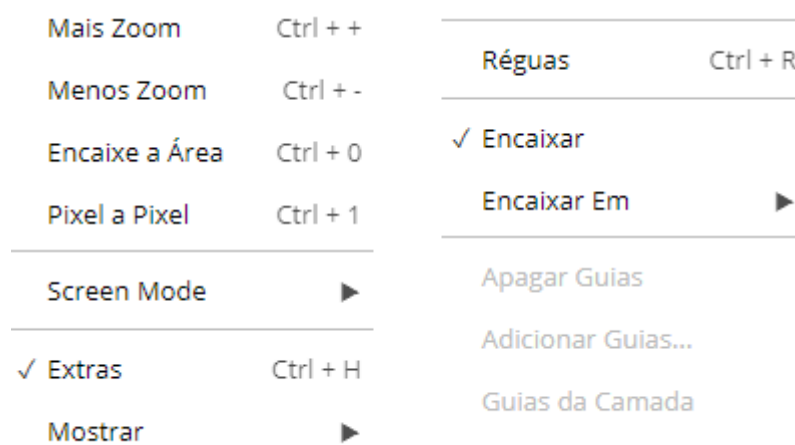 Mais Zoom Ctrl + +
Menos Zoom Ctrl + -
Encaixe a Área Ctrl + 0
Pixel a Pixel Ctrl + 1
Screen Mode ▶
✓ Extras Ctrl + H
Mostrar ▶
Réguas Ctrl + R
✓ Encaixar
Encaixar Em ▶
Apagar Guias
Adicionar Guias...
Guias da Camada